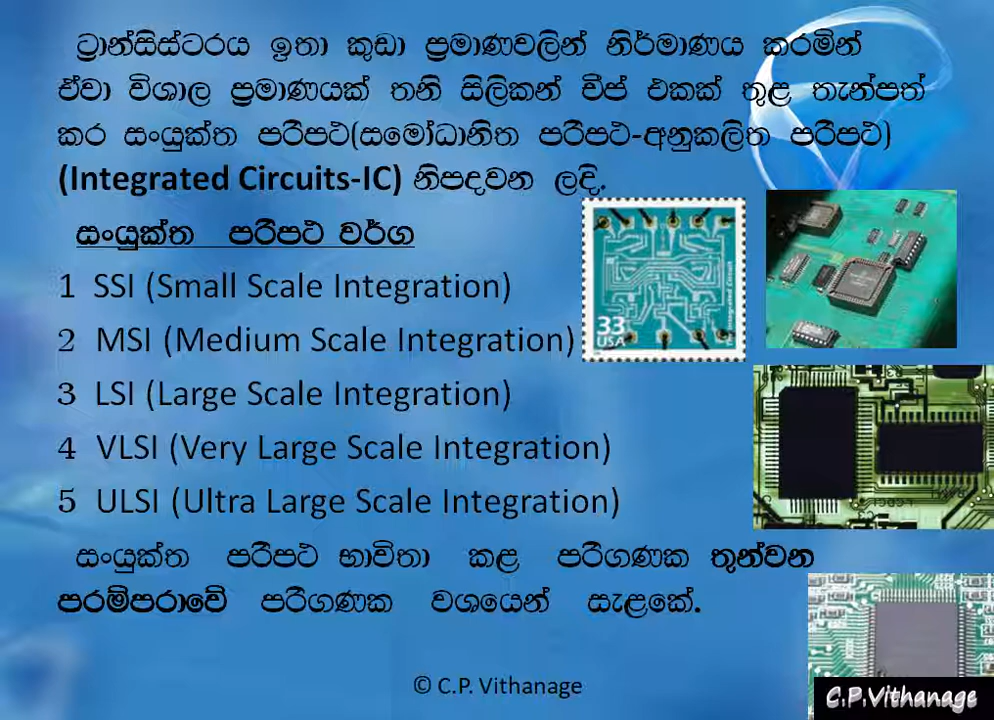 ට්‍රාන්සිස්ටරය ඉතා කුඩා ප්‍රමාණවලින් නිර්මාණය කරමින්
ඒවා විශාල ප්‍රමාණයක් තනි සිලිකන් චිප් එකක් තුළ තැන්පත්
කර සංයුක්ත පරිපථ(සමෝධානිත පරිපථ-අනුකලිත පරිපථ)
(Integrated Circuits-IC) නිපදවන ලදි.
සංයුක්ත පරිපථ වර්ග
1 SSI (Small Scale Integration)
2 MSI (Medium Scale Integration)
3 LSI (Large Scale Integration)
4 VLSI (Very Large Scale Integration)
5 ULSI (Ultra Large Scale Integration)
33
USA
Integrated Circuit
සංයුක්ත පරිපථ භාවිතා කළ පරිගණක තුන්වන
පරම්පරාවේ පරිගණක වශයෙන් සැළකේ.
© C.P. Vithanage
C.P.Vithanage